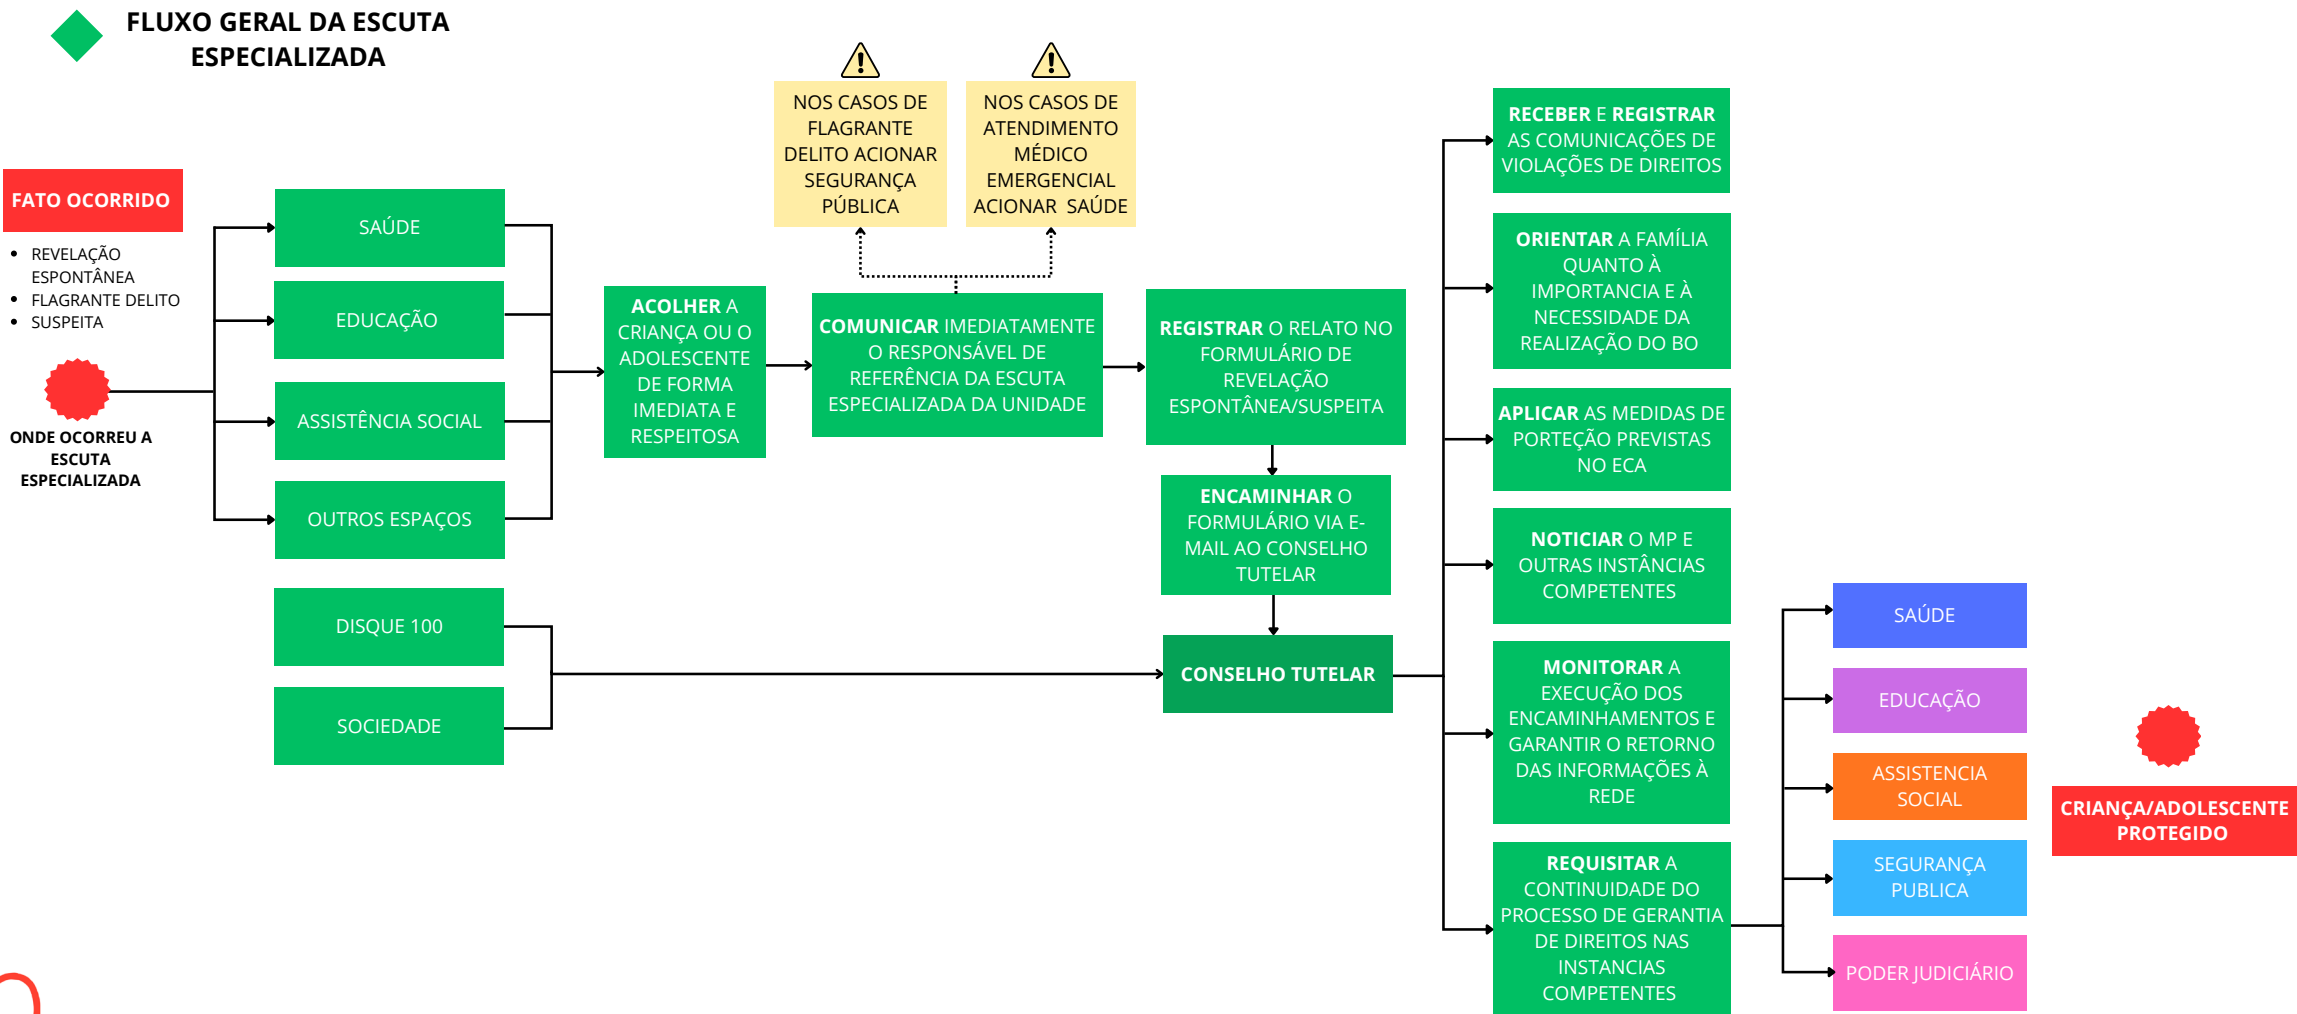 FLUXO GERAL DA ESCUTA
ESPECIALIZADA
FATO OCORRIDO
REVELAÇÃO
ESPONTÂNEA
FLAGRANTE DELITO
SUSPEITA
ONDE OCORREU A
ESCUTA
ESPECIALIZADA
SAÚDE
EDUCAÇÃO
ASSISTÊNCIA SOCIAL
OUTROS ESPAÇOS
DISQUE 100
SOCIEDADE
ACOLHER A
CRIANÇA OU O
ADOLESCENTE
DE FORMA
IMEDIATA E
RESPEITOSA
NOS CASOS DE
FLAGRANTE
DELITO ACIONAR
SEGURANÇA
PÚBLICA
NOS CASOS DE
ATENDIMENTO
MÉDICO
EMERGENCIAL
ACIONAR SAÚDE
COMUNICAR IMEDIATAMENTE
O RESPONSÁVEL DE
REFERÊNCIA DA ESCUTA
ESPECIALIZADA DA UNIDADE
REGISTRAR O RELATO NO
FORMULÁRIO DE
REVELAÇÃO
ESPONTÂNEA/SUSPEITA
ENCAMINHAR O
FORMULÁRIO VIA E-
MAIL AO CONSELHO
TUTELAR
CONSELHO TUTELAR
RECEBER E REGISTRAR
AS COMUNICAÇÕES DE
VIOLAÇÕES DE DIREITOS
ORIENTAR A FAMÍLIA
QUANTO À
IMPORTANCIA E À
NECESSIDADE DA
REALIZAÇÃO DO BO
APLICAR AS MEDIDAS DE
PORTEÇÃO PREVISTAS
NO ECA
NOTICIAR O MP E
OUTRAS INSTÂNCIAS
COMPETENTES
MONITORAR A
EXECUÇÃO DOS
ENCAMINHAMENTOS E
GARANTIR O RETORNO
DAS INFORMAÇÕES À
REDE
REQUISITAR A
CONTINUIDADE DO
PROCESSO DE GERANTIA
DE DIREITOS NAS
INSTANCIAS
COMPETENTES
SAÚDE
EDUCAÇÃO
ASSISTENCIA
SOCIAL
SEGURANÇA
PUBLICA
PODER JUDICIÁRIO
CRIANÇA/ADOLESCENTE
PROTEGIDO